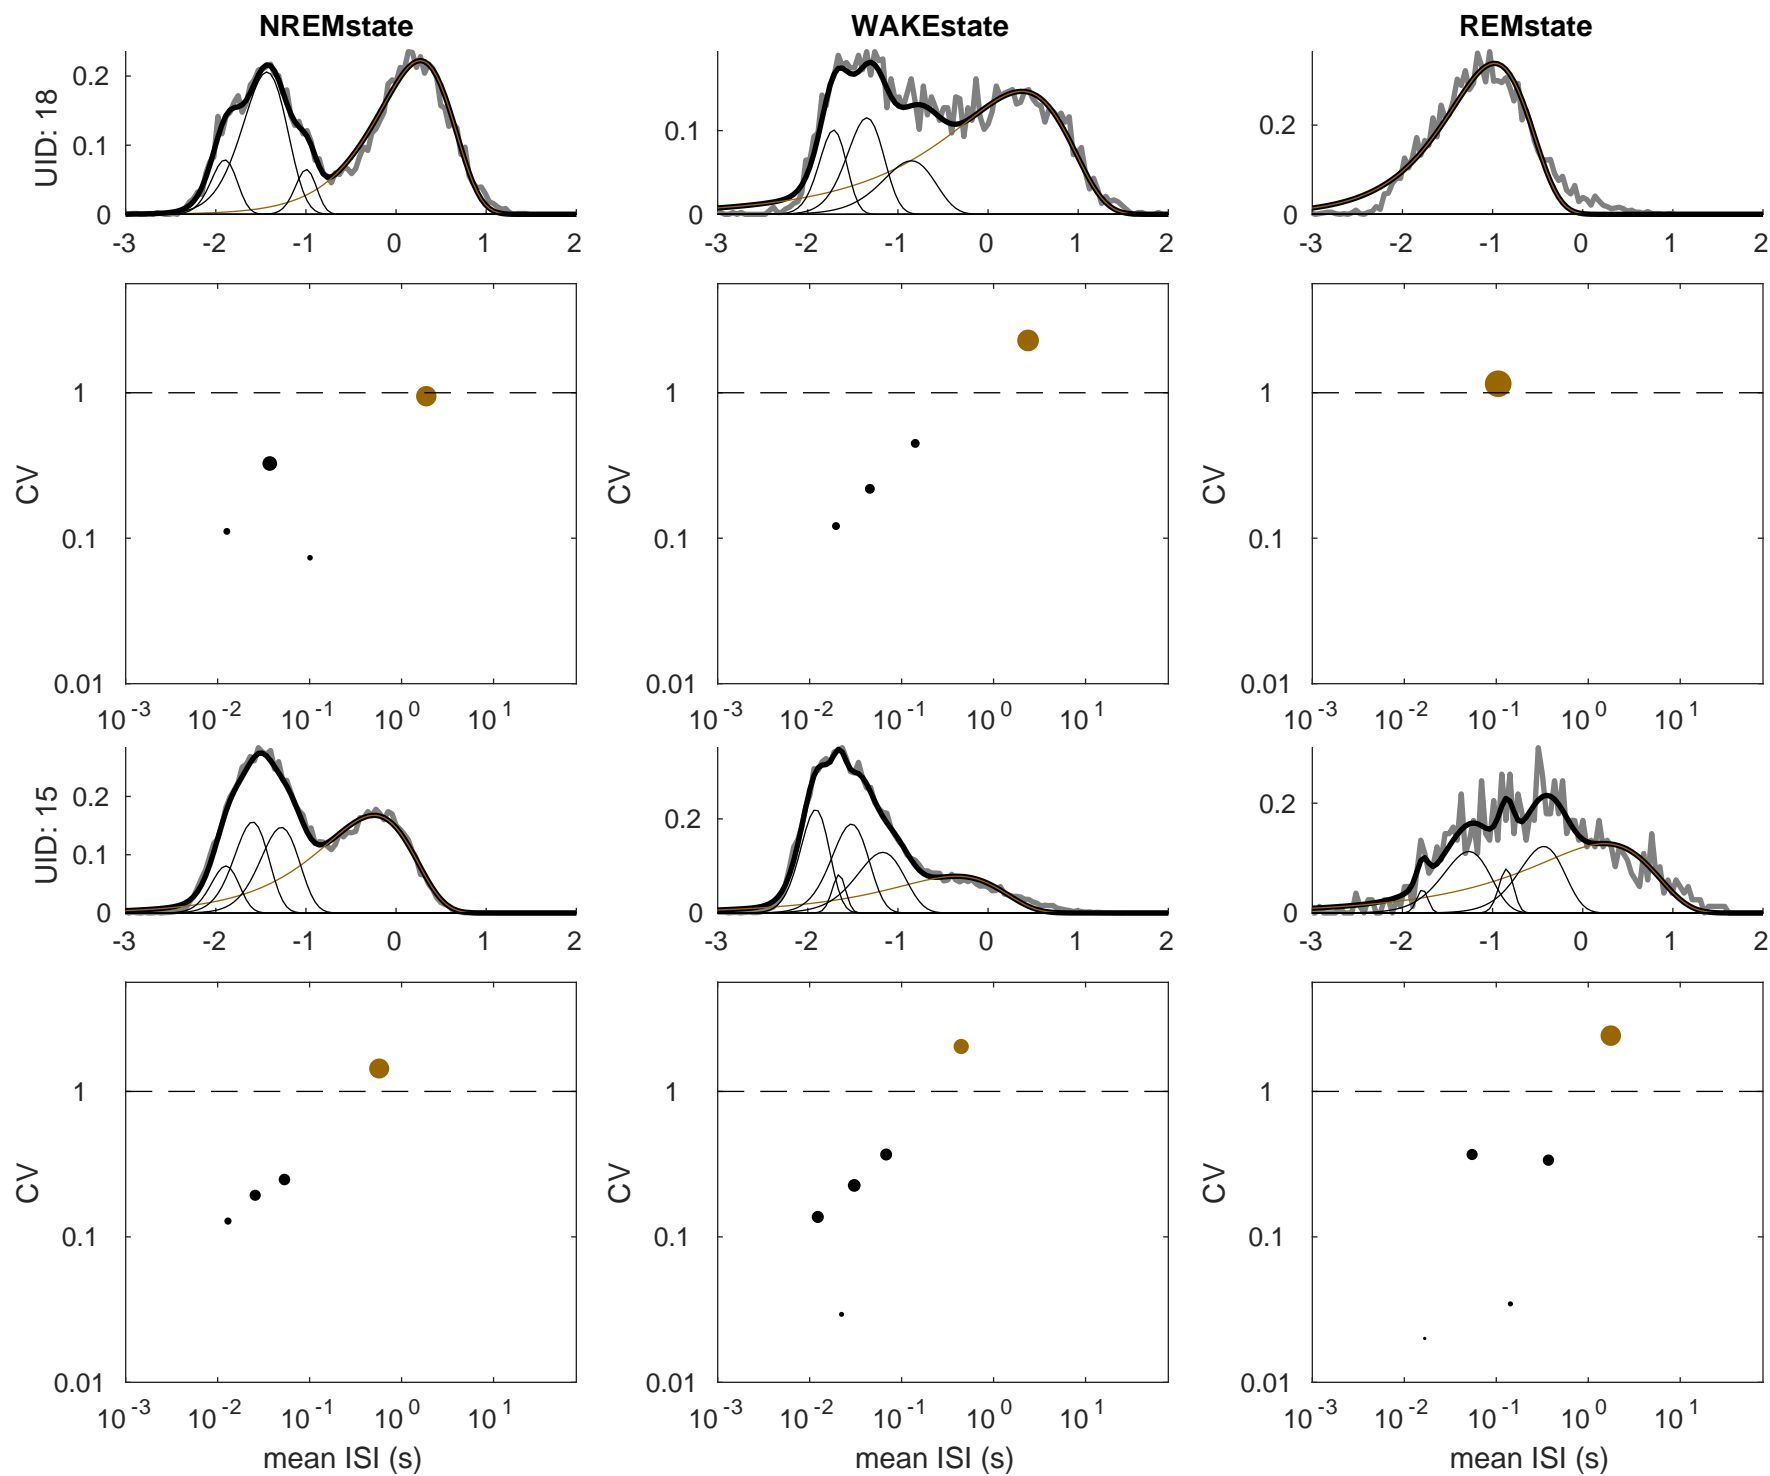 NREMstate WAKEstate REMstate
UID: 18
0.2 0.1 0
0.1 0
0.2 0
-3 -2 -1 0 1 2
-3 -2 -1 0 1 2
-3 -2 -1 0 1 2
CV 1 0.1 0.01
CV 1 0.1 0.01
CV 1 0.1 0.01
10^-3 10^-2 10^-1 10^0 10^1
10^-3 10^-2 10^-1 10^0 10^1
10^-3 10^-2 10^-1 10^0 10^1
UID: 15
0.2 0.1 0
0.2 0
0.2 0
-3 -2 -1 0 1 2
-3 -2 -1 0 1 2
-3 -2 -1 0 1 2
CV 1 0.1 0.01
CV 1 0.1 0.01
CV 1 0.1 0.01
10^-3 10^-2 10^-1 10^0 10^1
10^-3 10^-2 10^-1 10^0 10^1
10^-3 10^-2 10^-1 10^0 10^1
mean ISI (s) mean ISI (s) mean ISI (s)